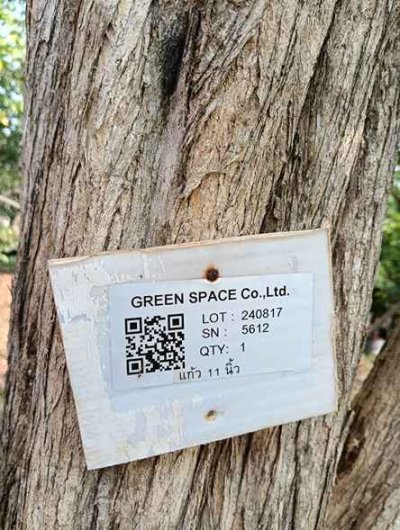 GREEN SPACE Co.,Ltd.
LOT : 240817
SN : 5612
QTY: 1
แก้ว 11 นิ้ว